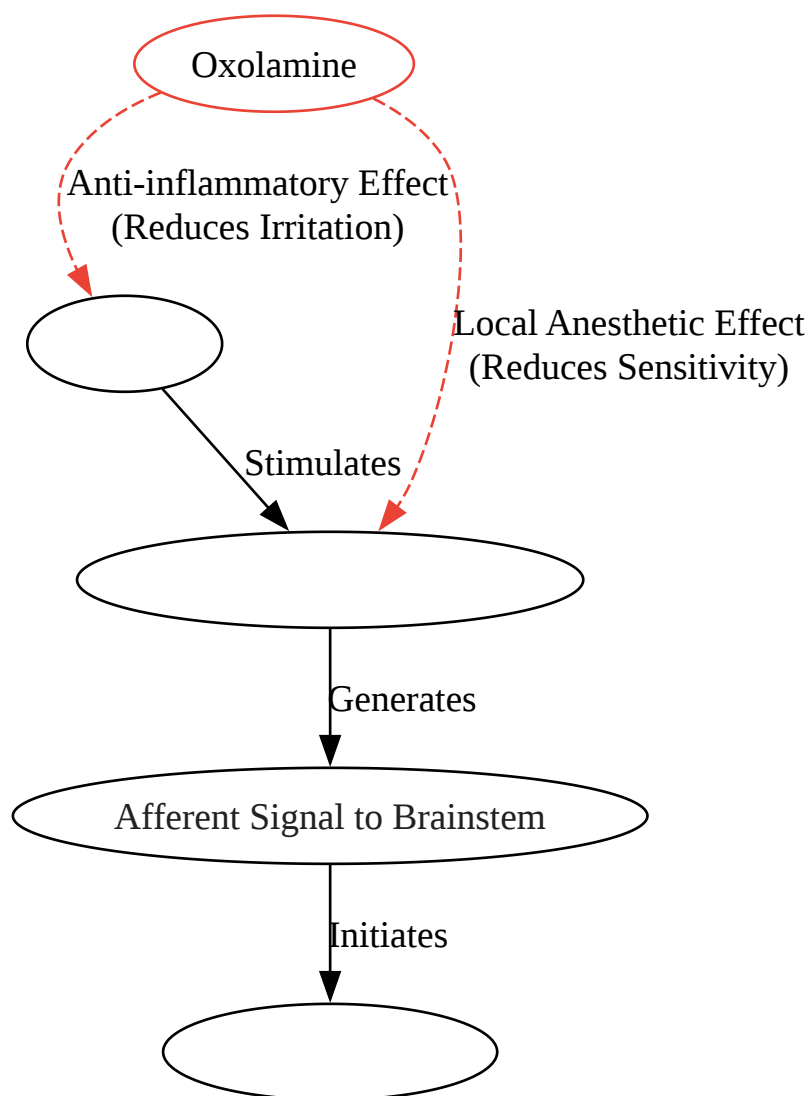 Oxolamine
Anti-inflammatory Effect
(Reduces Irritation)
Local Anesthetic Effect
(Reduces Sensitivity)
Stimulates
Generates
Afferent Signal to Brainstem
Initiates